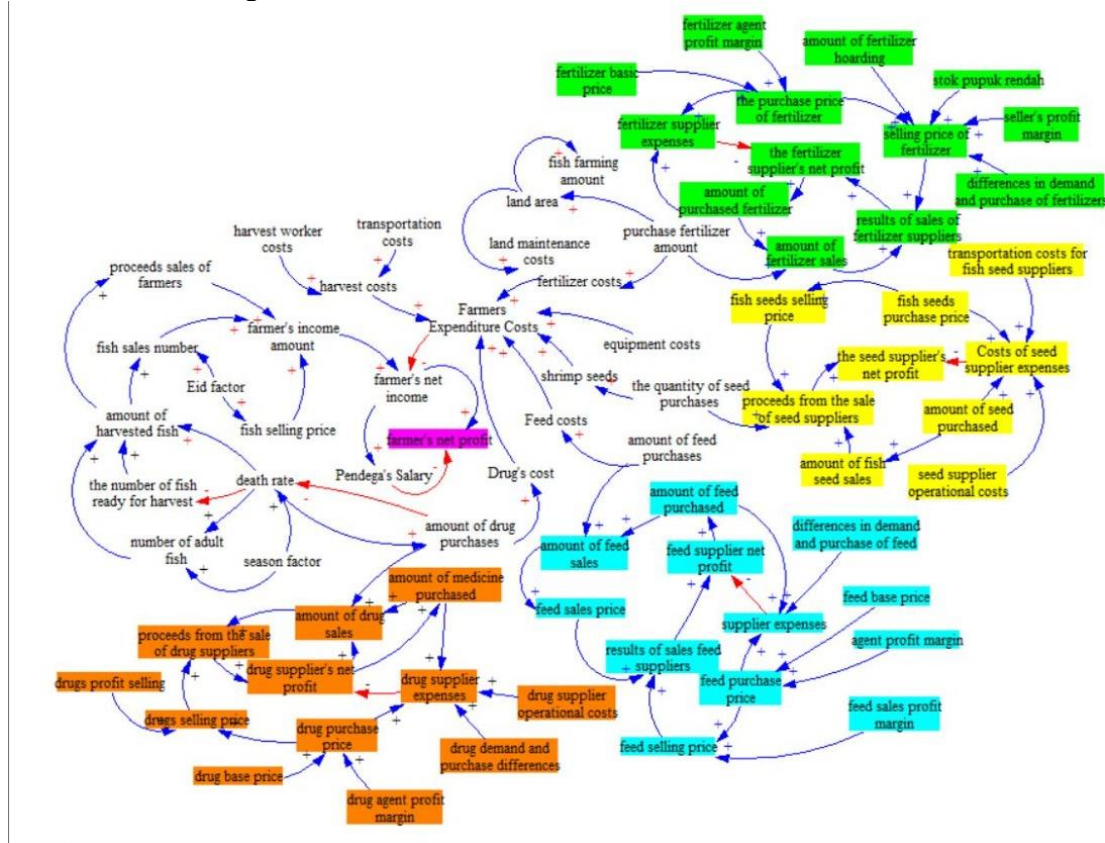 fertilizer agent
profit margin
amount of fertilizer
hoarding
fertilizer basic
price
stok pupuk rendah
the purchase price
of fertilizer
seller's profit
margin
fertilizer supplier
expenses
selling price of
fertilizer
fish farming
amount
the fertilizer
supplier's net profit
land area
amount of
purchased fertilizer
differences in demand
and purchase of fertilizers
transportation
costs
harvest worker
costs
purchase fertilizer
amount
results of sales of
fertilizer suppliers
land maintenance
costs
amount of
fertilizer sales
transportation costs for
fish seed suppliers
proceeds sales of
farmers
harvest costs
fertilizer costs
fish seeds selling
price
fish seeds
purchase price
Farmers
Expenditure Costs
farmer's income
amount
fish sales number
equipment costs
the seed supplier's
net profit
Costs of seed
supplier expenses
farmer's net
income
shrimp seeds
Eid factor
the quantity of seed
purchases
proceeds from the sale
of seed suppliers
amount of seed
purchased
amount of
harvested fish
fish selling price
Feed costs
farmer's net profit
amount of feed
purchases
amount of fish
seed sales
seed supplier
operational costs
Pendega's Salary
Drug's cost
the number of fish
ready for harvest
death rate
amount of feed
purchased
differences in demand
and purchase of feed
amount of drug
purchases
number of adult
fish
season factor
amount of feed
sales
feed supplier net
profit
amount of medicine
purchased
feed base price
feed sales price
supplier expenses
amount of drug
sales
proceeds from the sale
of drug suppliers
agent profit margin
results of sales feed
suppliers
drug supplier's net
profit
drugs profit selling
drug supplier
expenses
feed purchase
price
drug supplier
operational costs
feed sales profit
margin
drugs selling price
drug purchase
price
feed selling price
drug demand and
purchase differences
drug base price
drug agent profit
margin